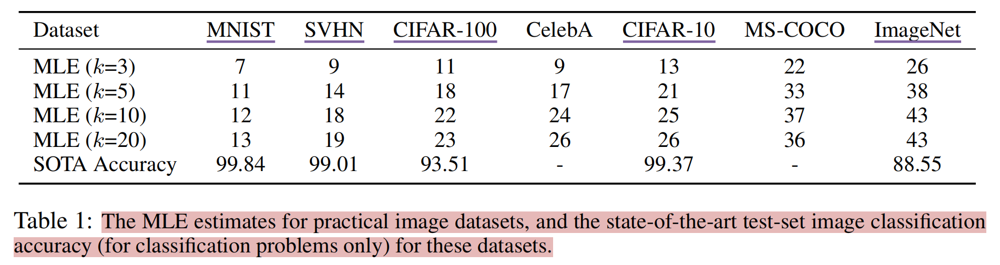 Dataset MNIST SVHN CIFAR-100 CelebA CIFAR-10 MS-COCO ImageNet
MLE (k=3) 7 9 11 9 13 22 26
MLE (k=5) 11 14 18 17 21 33 38
MLE (k=10) 12 18 22 24 25 37 43
MLE (k=20) 13 19 23 26 26 36 43
SOTA Accuracy 99.84 99.01 93.51 - 99.37 - 88.55
Table 1: The MLE estimates for practical image datasets, and the state-of-the-art test-set image classification
accuracy (for classification problems only) for these datasets.